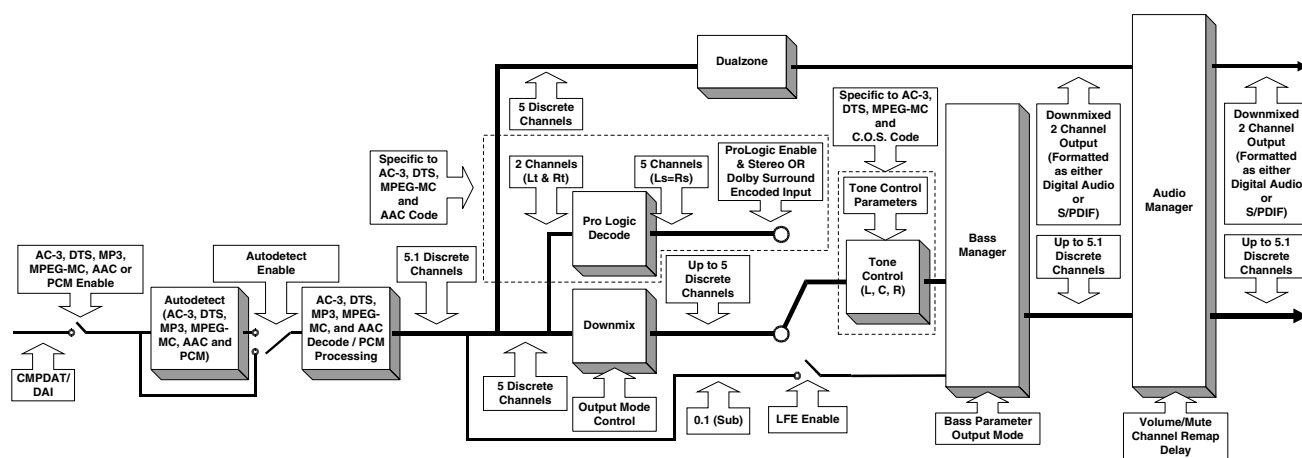 Dualzone
5 Discrete
Channels
Specific to AC-3,
DTS, MPEG-MC
and
C.O.S. Code
Downmixed
2 Channel
Output
(Formatted
as either
Digital Audio
or
S/PDIF)
Downmixed
2 Channel
Output
(Formatted
as either
Digital Audio
or
S/PDIF)
Specific to
AC-3, DTS,
MPEG-MC
and
AAC Code
2 Channels
(Lt & Rt)
5 Channels
(Ls=Rs)
ProLogic Enable
& Stereo OR
Dolby Surround
Encoded Input
Tone Control
Parameters
Audio
Manager
Pro Logic
Decode
Bass
Manager
AC-3, DTS, MP3,
MPEG-MC, AAC or
PCM Enable
Autodetect
Enable
5.1 Discrete
Channels
Up to 5
Discrete
Channels
Tone
Control
(L, C, R)
Up to 5.1
Discrete
Channels
Up to 5.1
Discrete
Channels
Autodetect
(AC-3, DTS,
MP3, MPEG-
MC, AAC and
PCM)
AC-3, DTS,
MP3, MPEG-
MC, and AAC
Decode / PCM
Processing
Downmix
CMPDAT/
DAI
5 Discrete
Channels
Output Mode
Control
0.1 (Sub)
LFE Enable
Bass Parameter
Output Mode
Volume/Mute
Channel Remap
Delay